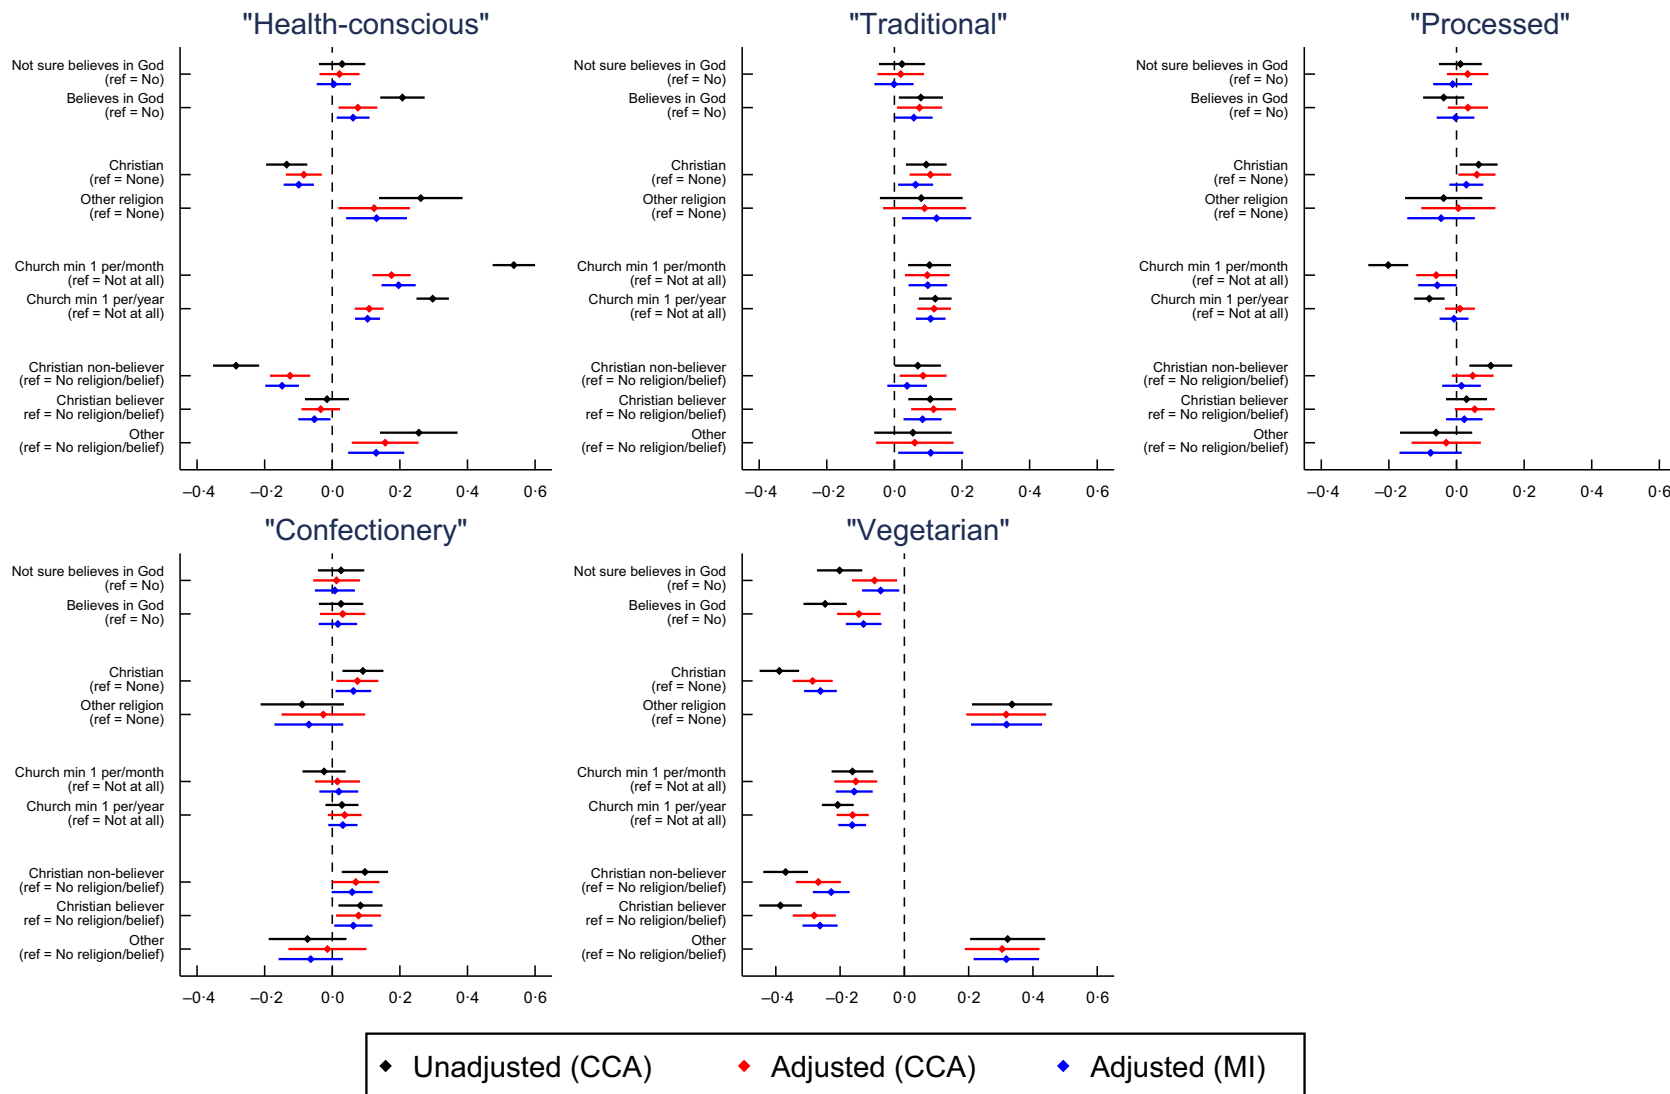 "Health-conscious"
Not sure believes in God
(ref = No)
Believes in God
(ref = No)
Christian
(ref = None)
Other religion
(ref = None)
Church min 1 per/month
(ref = Not at all)
Church min 1 per/year
(ref = Not at all)
Christian non-believer
(ref = No religion/belief)
Christian believer
ref = No religion/belief)
Other
(ref = No religion/belief)
–0·4 –0·2 0·0 0·2 0·4 0·6
"Traditional"
Not sure believes in God
(ref = No)
Believes in God
(ref = No)
Christian
(ref = None)
Other religion
(ref = None)
Church min 1 per/month
(ref = Not at all)
Church min 1 per/year
(ref = Not at all)
Christian non-believer
(ref = No religion/belief)
Christian believer
ref = No religion/belief)
Other
(ref = No religion/belief)
–0·4 –0·2 0·0 0·2 0·4 0·6
"Processed"
Not sure believes in God
(ref = No)
Believes in God
(ref = No)
Christian
(ref = None)
Other religion
(ref = None)
Church min 1 per/month
(ref = Not at all)
Church min 1 per/year
(ref = Not at all)
Christian non-believer
(ref = No religion/belief)
Christian believer
ref = No religion/belief)
Other
(ref = No religion/belief)
–0·4 –0·2 0·0 0·2 0·4 0·6
"Confectionery"
Not sure believes in God
(ref = No)
Believes in God
(ref = No)
Christian
(ref = None)
Other religion
(ref = None)
Church min 1 per/month
(ref = Not at all)
Church min 1 per/year
(ref = Not at all)
Christian non-believer
(ref = No religion/belief)
Christian believer
ref = No religion/belief)
Other
(ref = No religion/belief)
–0·4 –0·2 0·0 0·2 0·4 0·6
"Vegetarian"
Not sure believes in God
(ref = No)
Believes in God
(ref = No)
Christian
(ref = None)
Other religion
(ref = None)
Church min 1 per/month
(ref = Not at all)
Church min 1 per/year
(ref = Not at all)
Christian non-believer
(ref = No religion/belief)
Christian believer
ref = No religion/belief)
Other
(ref = No religion/belief)
–0·4 –0·2 0·0 0·2 0·4 0·6
Unadjusted (CCA) Adjusted (CCA) Adjusted (MI)